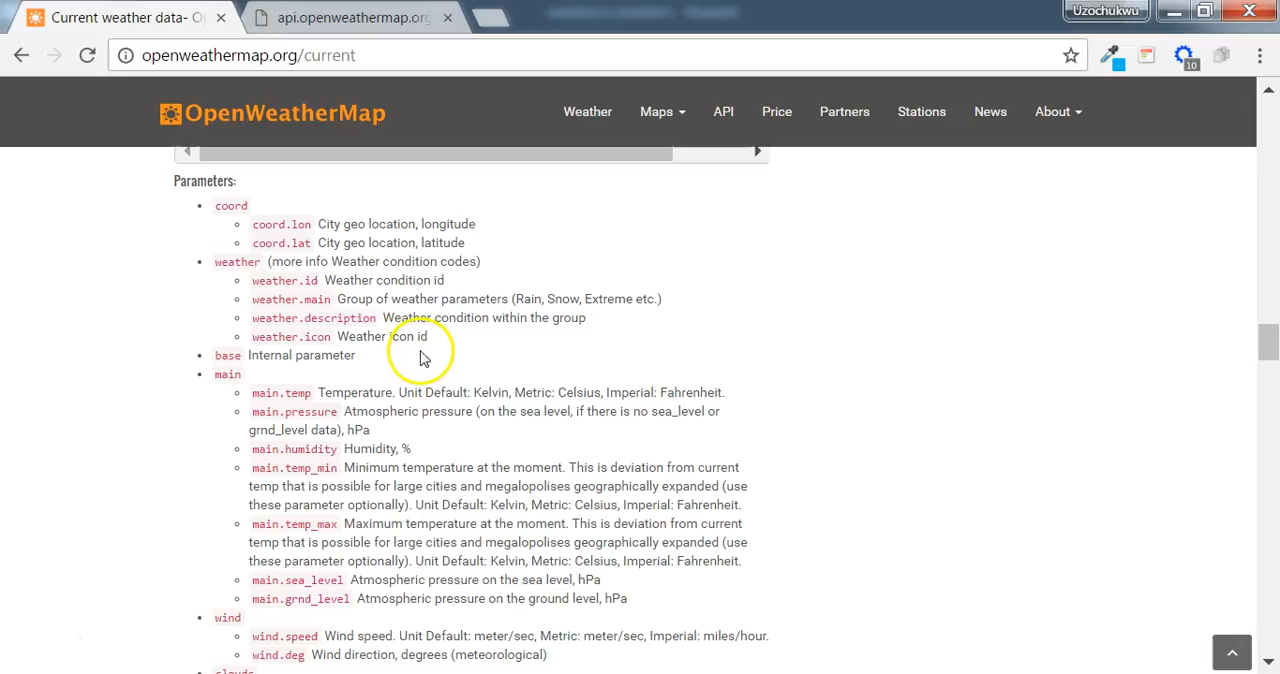 Uzochukwu
Current weather data- O
api.openweathermap.org
openweathermap.org/current
10
OpenWeatherMap
Weather Maps API Price Partners Stations News About
Parameters:
coord
coord.lon City geo location, longitude
coord.lat City geo location, latitude
weather (more info Weather condition codes)
weather.id Weather condition id
weather.main Group of weather parameters (Rain, Snow, Extreme etc.)
weather.description Weather condition within the group
weather.icon Weather icon id
base Internal parameter
main
main.temp Temperature. Unit Default: Kelvin, Metric: Celsius, Imperial: Fahrenheit.
main.pressure Atmospheric pressure (on the sea level, if there is no sea_level or
grnd_level data), hPa
main.humidity Humidity, %
main.temp_min Minimum temperature at the moment. This is deviation from current
temp that is possible for large cities and megalopolises geographically expanded (use
these parameter optionally). Unit Default: Kelvin, Metric: Celsius, Imperial: Fahrenheit.
main.temp_max Maximum temperature at the moment. This is deviation from current
temp that is possible for large cities and megalopolises geographically expanded (use
these parameter optionally). Unit Default: Kelvin, Metric: Celsius, Imperial: Fahrenheit.
main.sea_level Atmospheric pressure on the sea level, hPa
main.grnd_level Atmospheric pressure on the ground level, hPa
wind
wind.speed Wind speed. Unit Default: meter/sec, Metric: meter/sec, Imperial: miles/hour.
wind.deg Wind direction, degrees (meteorological)
clouds